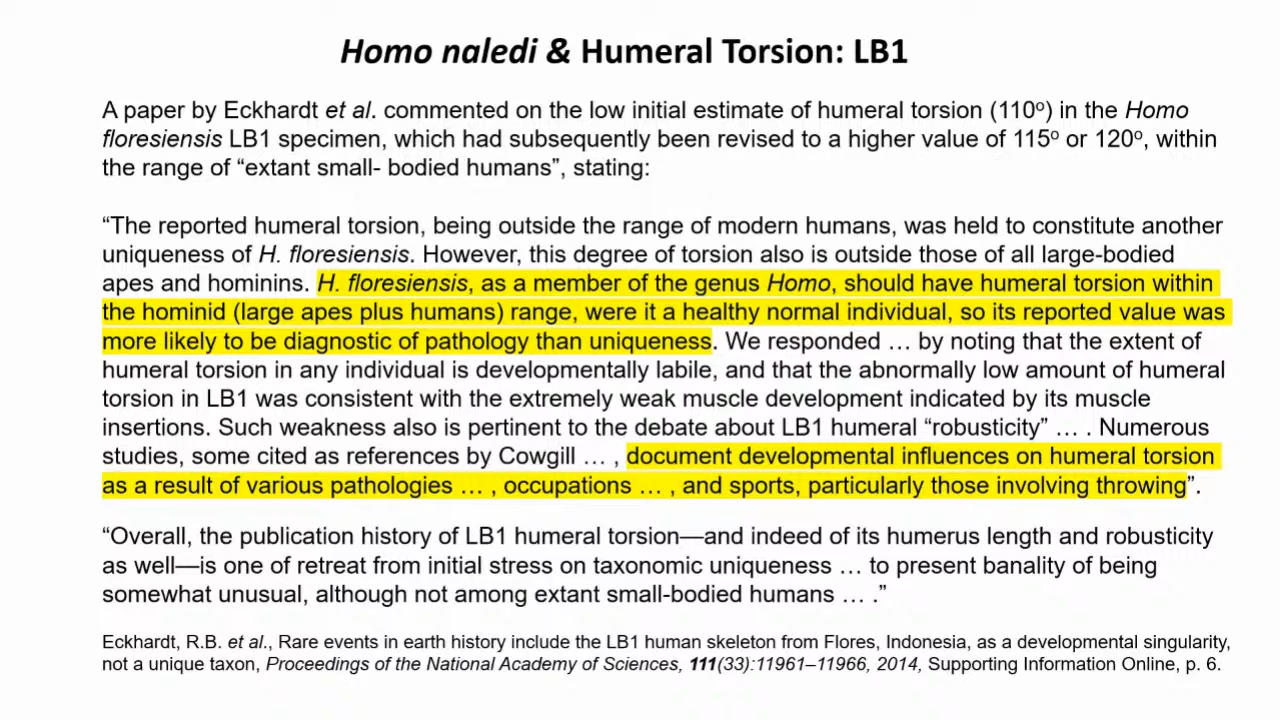 Homo naledi & Humeral Torsion: LB1
A paper by Eckhardt et al. commented on the low initial estimate of humeral torsion (110º) in the Homo
floresiensis LB1 specimen, which had subsequently been revised to a higher value of 115º or 120º, within
the range of “extant small- bodied humans”, stating:
“The reported humeral torsion, being outside the range of modern humans, was held to constitute another
uniqueness of H. floresiensis. However, this degree of torsion also is outside those of all large-bodied
apes and hominins. H. floresiensis, as a member of the genus Homo, should have humeral torsion within
the hominid (large apes plus humans) range, were it a healthy normal individual, so its reported value was
more likely to be diagnostic of pathology than uniqueness. We responded … by noting that the extent of
humeral torsion in any individual is developmentally labile, and that the abnormally low amount of humeral
torsion in LB1 was consistent with the extremely weak muscle development indicated by its muscle
insertions. Such weakness also is pertinent to the debate about LB1 humeral “robusticity” … . Numerous
studies, some cited as references by Cowgill … , document developmental influences on humeral torsion
as a result of various pathologies … , occupations … , and sports, particularly those involving throwing”.
“Overall, the publication history of LB1 humeral torsion—and indeed of its humerus length and robusticity
as well—is one of retreat from initial stress on taxonomic uniqueness … to present banality of being
somewhat unusual, although not among extant small-bodied humans … .”
Eckhardt, R.B. et al., Rare events in earth history include the LB1 human skeleton from Flores, Indonesia, as a developmental singularity,
not a unique taxon, Proceedings of the National Academy of Sciences, 111(33):11961–11966, 2014, Supporting Information Online, p. 6.